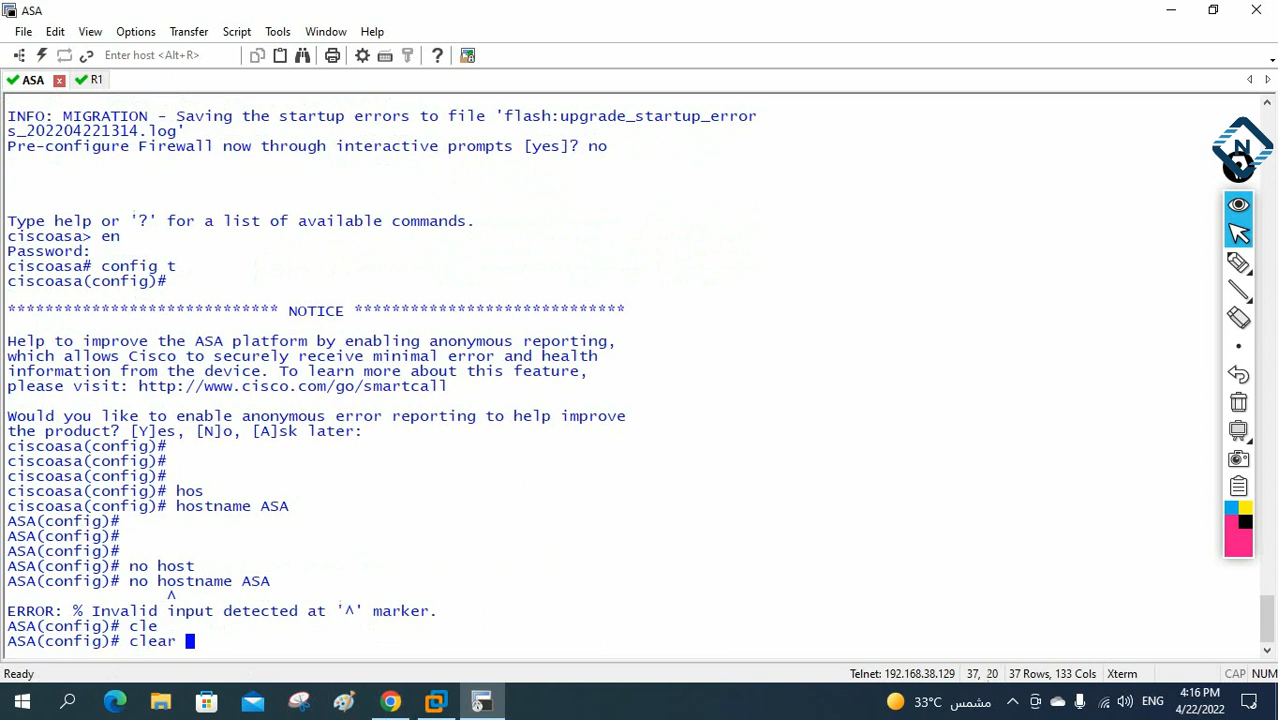 ASA
File Edit View Options Transfer Script Tools Window Help
Enter host <Alt+R>
ASA R1
INFO: MIGRATION - Saving the startup errors to file 'flash:upgrade_startup_error
s_202204221314.log'
Pre-configure Firewall now through interactive prompts [yes]? no
Type help or '?' for a list of available commands.
ciscoasa> en
Password:
ciscoasa# config t
ciscoasa(config)#
***************************** NOTICE *****************************
Help to improve the ASA platform by enabling anonymous reporting,
which allows Cisco to securely receive minimal error and health
information from the device. To learn more about this feature,
please visit: http://www.cisco.com/go/smartcall
Would you like to enable anonymous error reporting to help improve
the product? [Y]es, [N]o, [A]sk later:
ciscoasa(config)#
ciscoasa(config)#
ciscoasa(config)#
ciscoasa(config)# hos
ciscoasa(config)# hostname ASA
ASA(config)#
ASA(config)#
ASA(config)#
ASA(config)# no host
ASA(config)# no hostname ASA
^
ERROR: % Invalid input detected at '^' marker.
ASA(config)# cle
ASA(config)# clear
N
Ready Telnet: 192.168.38.129 37, 20 37 Rows, 133 Cols Xterm CAP NUM
33°C مشمس ENG 4:16 PM
4/22/2022